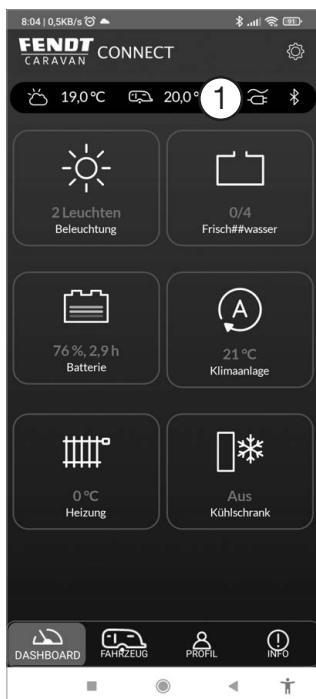 8:04 | 0,5KB/s
91
FENDT CONNECT
CARAVAN
19,0 °C 20,0° 1
2 Leuchten
Beleuchtung
0/4
Frisch##wasser
76 %, 2,9 h
Batterie
A
21 °C
Klimaanlage
0 °C
Heizung
Aus
Kühlschrank
DASHBOARD FAHRZEUG PROFIL INFO